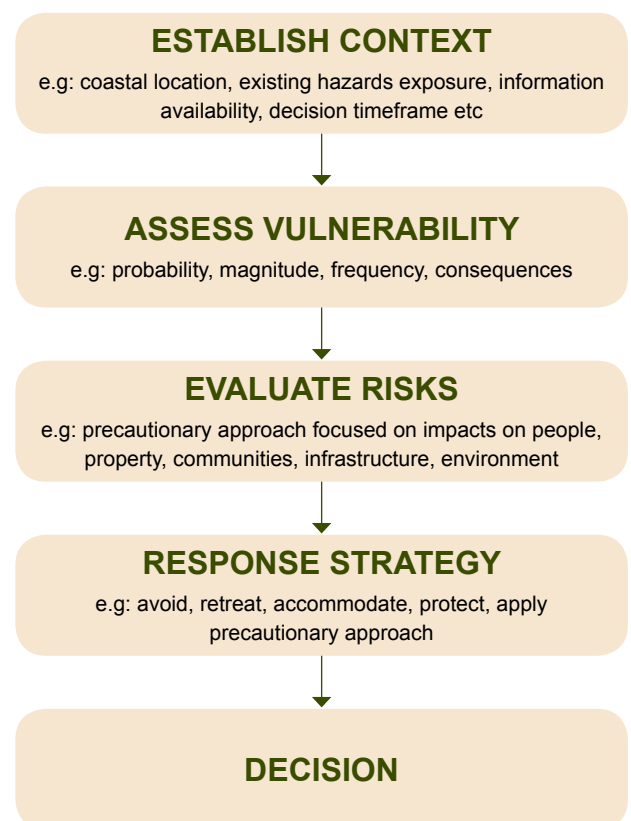 ESTABLISH CONTEXT
e.g: coastal location, existing hazards exposure, information
availability, decision timeframe etc
ASSESS VULNERABILITY
e.g: probability, magnitude, frequency, consequences
EVALUATE RISKS
e.g: precautionary approach focused on impacts on people,
property, communities, infrastructure, environment
RESPONSE STRATEGY
e.g: avoid, retreat, accommodate, protect, apply
precautionary approach
DECISION